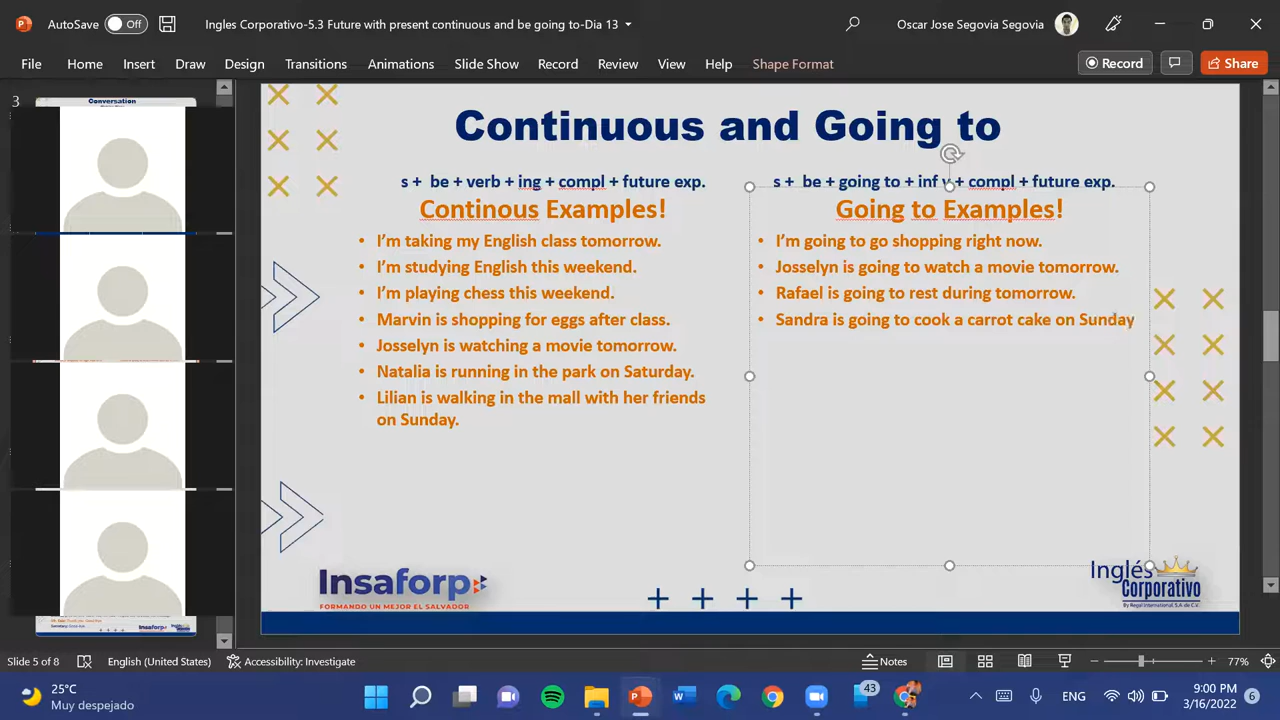 AutoSave Off Ingles Corporativo-5.3 Future with present continuous and be going to-Dia 13 Oscar Jose Segovia Segovia
File Home Insert Draw Design Transitions Animations Slide Show Record Review View Help Shape Format Record Share
3
Conversation
Continuous and Going to
s + be + verb + ing + compl + future exp.
Continous Examples!
• I'm taking my English class tomorrow.
• I'm studying English this weekend.
• I'm playing chess this weekend.
• Marvin is shopping for eggs after class.
• Josselyn is watching a movie tomorrow.
• Natalia is running in the park on Saturday.
• Lilian is walking in the mall with her friends
on Sunday.
s + be + going to + inf v + compl + future exp.
Going to Examples!
• I'm going to go shopping right now.
• Josselyn is going to watch a movie tomorrow.
• Rafael is going to rest during tomorrow.
• Sandra is going to cook a carrot cake on Sunday
Insaforp
FORMANDO UN MEJOR EL SALVADOR
Inglés
Corporativo
By Regal International S.A de C.V.
Slide 5 of 8 English (United States) Accessibility: Investigate Notes 77%
25°C
Muy despejado
43
ENG
9:00 PM
3/16/2022
6